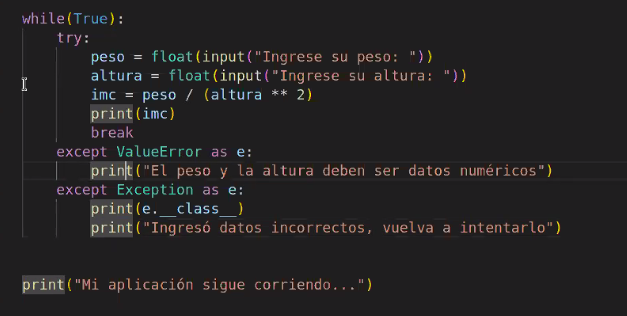 while(True):
try:
peso = float(input("Ingrese su peso: "))
altura = float(input("Ingrese su altura: "))
imc = peso / (altura ** 2)
print(imc)
break
except ValueError as e:
print("El peso y la altura deben ser datos numéricos")
except Exception as e:
print(e.__class__)
print("Ingresó datos incorrectos, vuelva a intentarlo")
print("Mi aplicación sigue corriendo...")